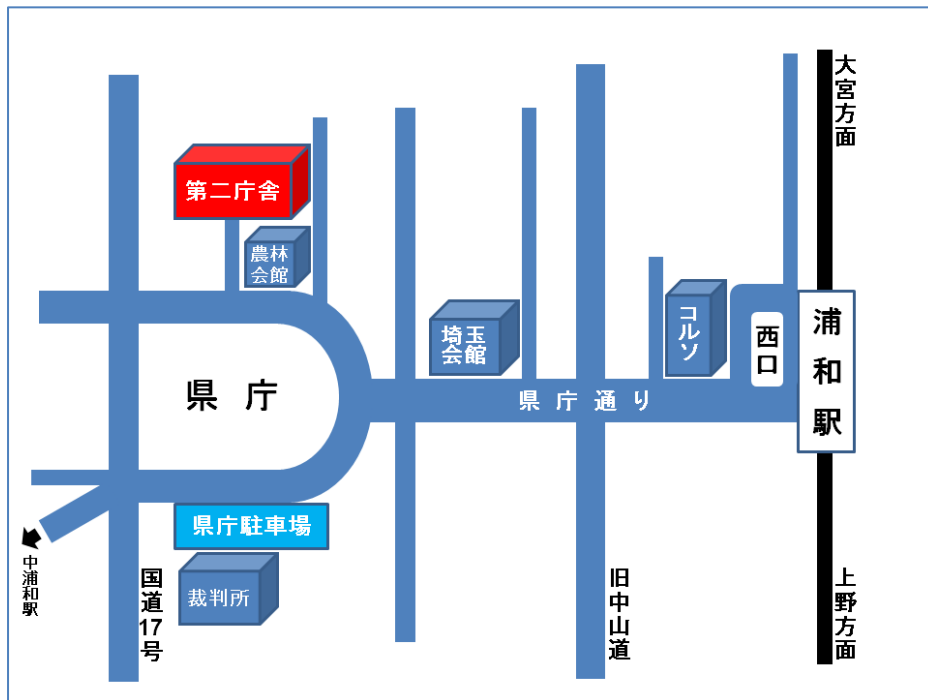 大宮方面
第二庁舎
農林
会館
コルソ
西口
浦和駅
埼玉
会館
県庁
県庁通り
県庁駐車場
裁判所
中浦和駅
国道17号
旧中山道
上野方面